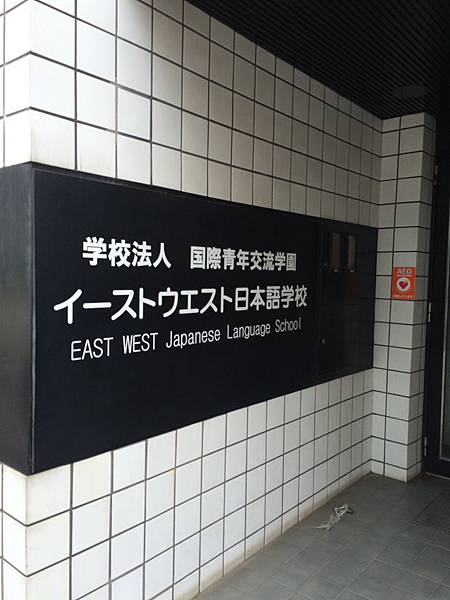 学校法人 国際青年交流学園
イーストウエスト日本語学校
EAST WEST Japanese Language School
AED